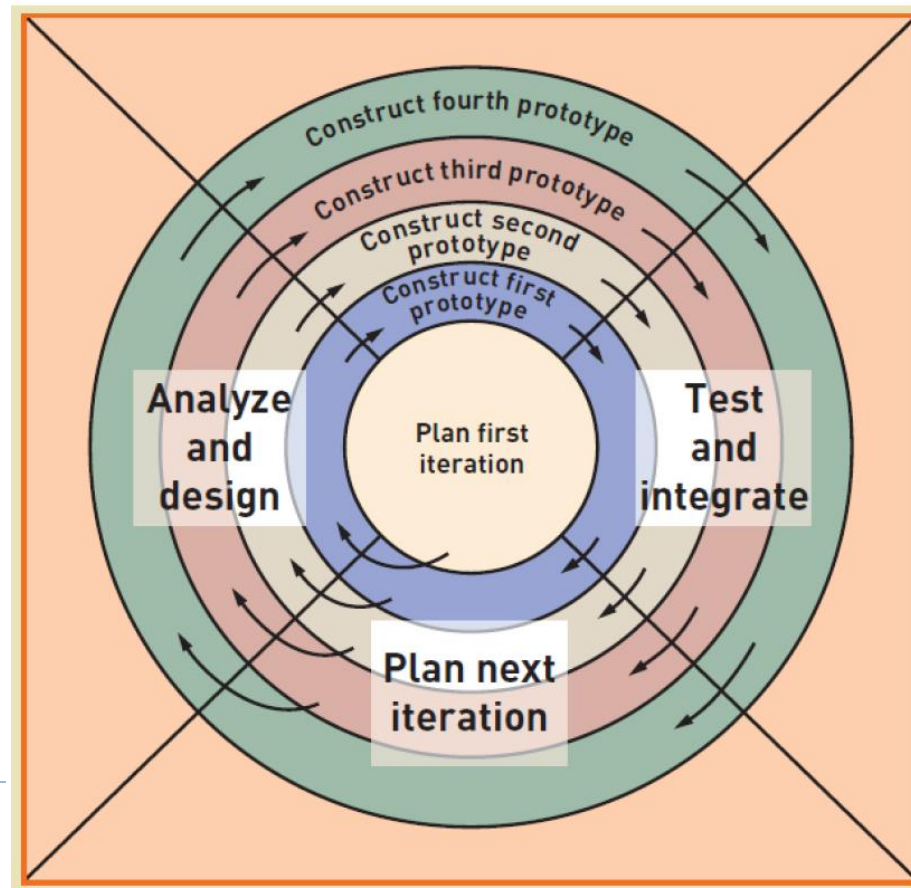 Construct fourth prototype
Construct third prototype
Construct second
prototype
Construct first
prototype
Plan first
iteration
Analyze
and
design
Test
and
integrate
Plan next
iteration